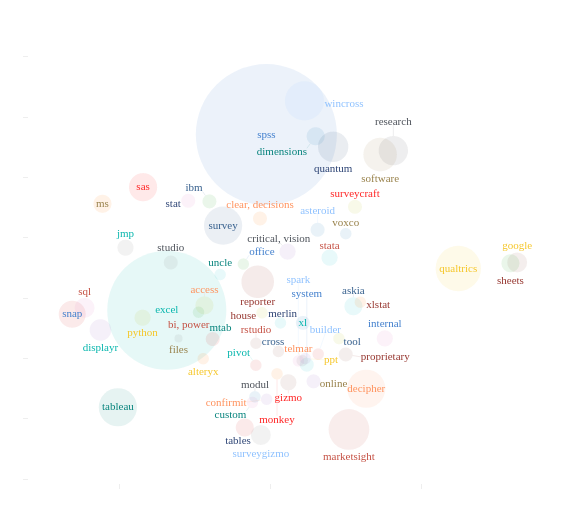 wincross
research
spss
dimensions
quantum
software
sas
ibm
surveycraft
ms
stat
clear, decisions
asteroid
voxco
jmp
survey
critical, vision
google
studio
office
stata
uncle
qualtrics
spark
sheets
sql
access
system
askia
reporter
xlstat
snap
excel
house
merlin
bi, power
mtab
xl
internal
python
rstudio
builder
displayr
files
cross
tool
pivot
telmar
ppt
proprietary
alteryx
modul
online
decipher
tableau
confirmit
gizmo
custom
monkey
tables
surveygizmo
marketsight